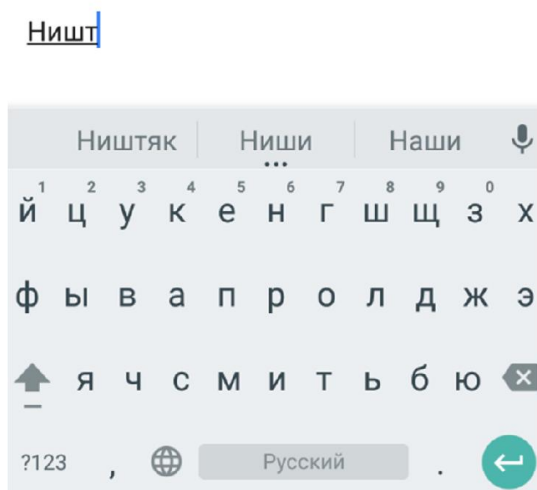 Ништ
Ништяк Ниши Наши
1 2 3 4 5 6 7 8 9 0
й ц у к е н г ш щ з х
ф ы в а п р о л д ж э
я ч с м и т ь б ю
?123 , Русский .